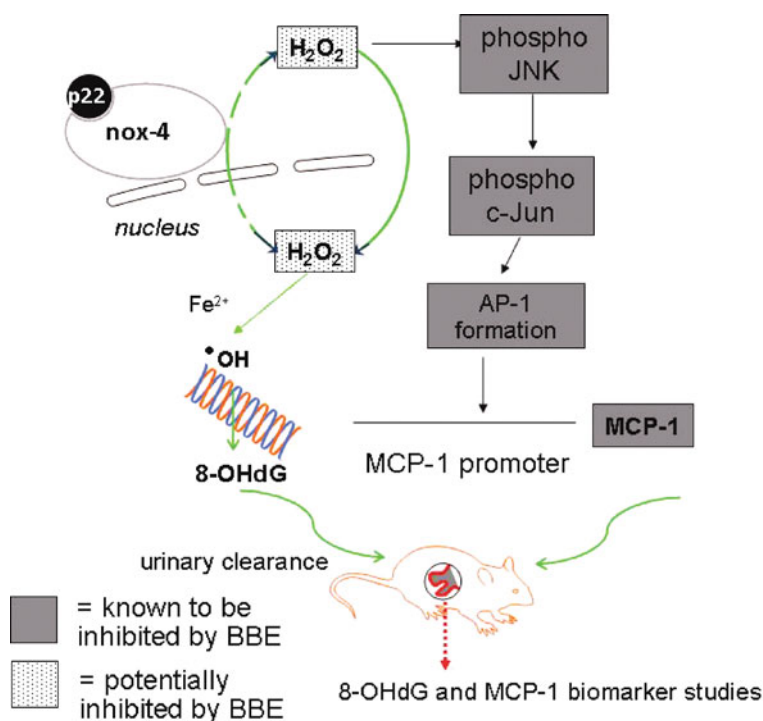 H₂O₂
phospho
JNK
p22
nox-4
phospho
c-Jun
nucleus
H₂O₂
Fe²⁺
AP-1
formation
•OH
MCP-1
MCP-1 promoter
8-OHdG
urinary clearance
= known to be
inhibited by BBE
= potentially
inhibited by BBE
8-OHdG and MCP-1 biomarker studies